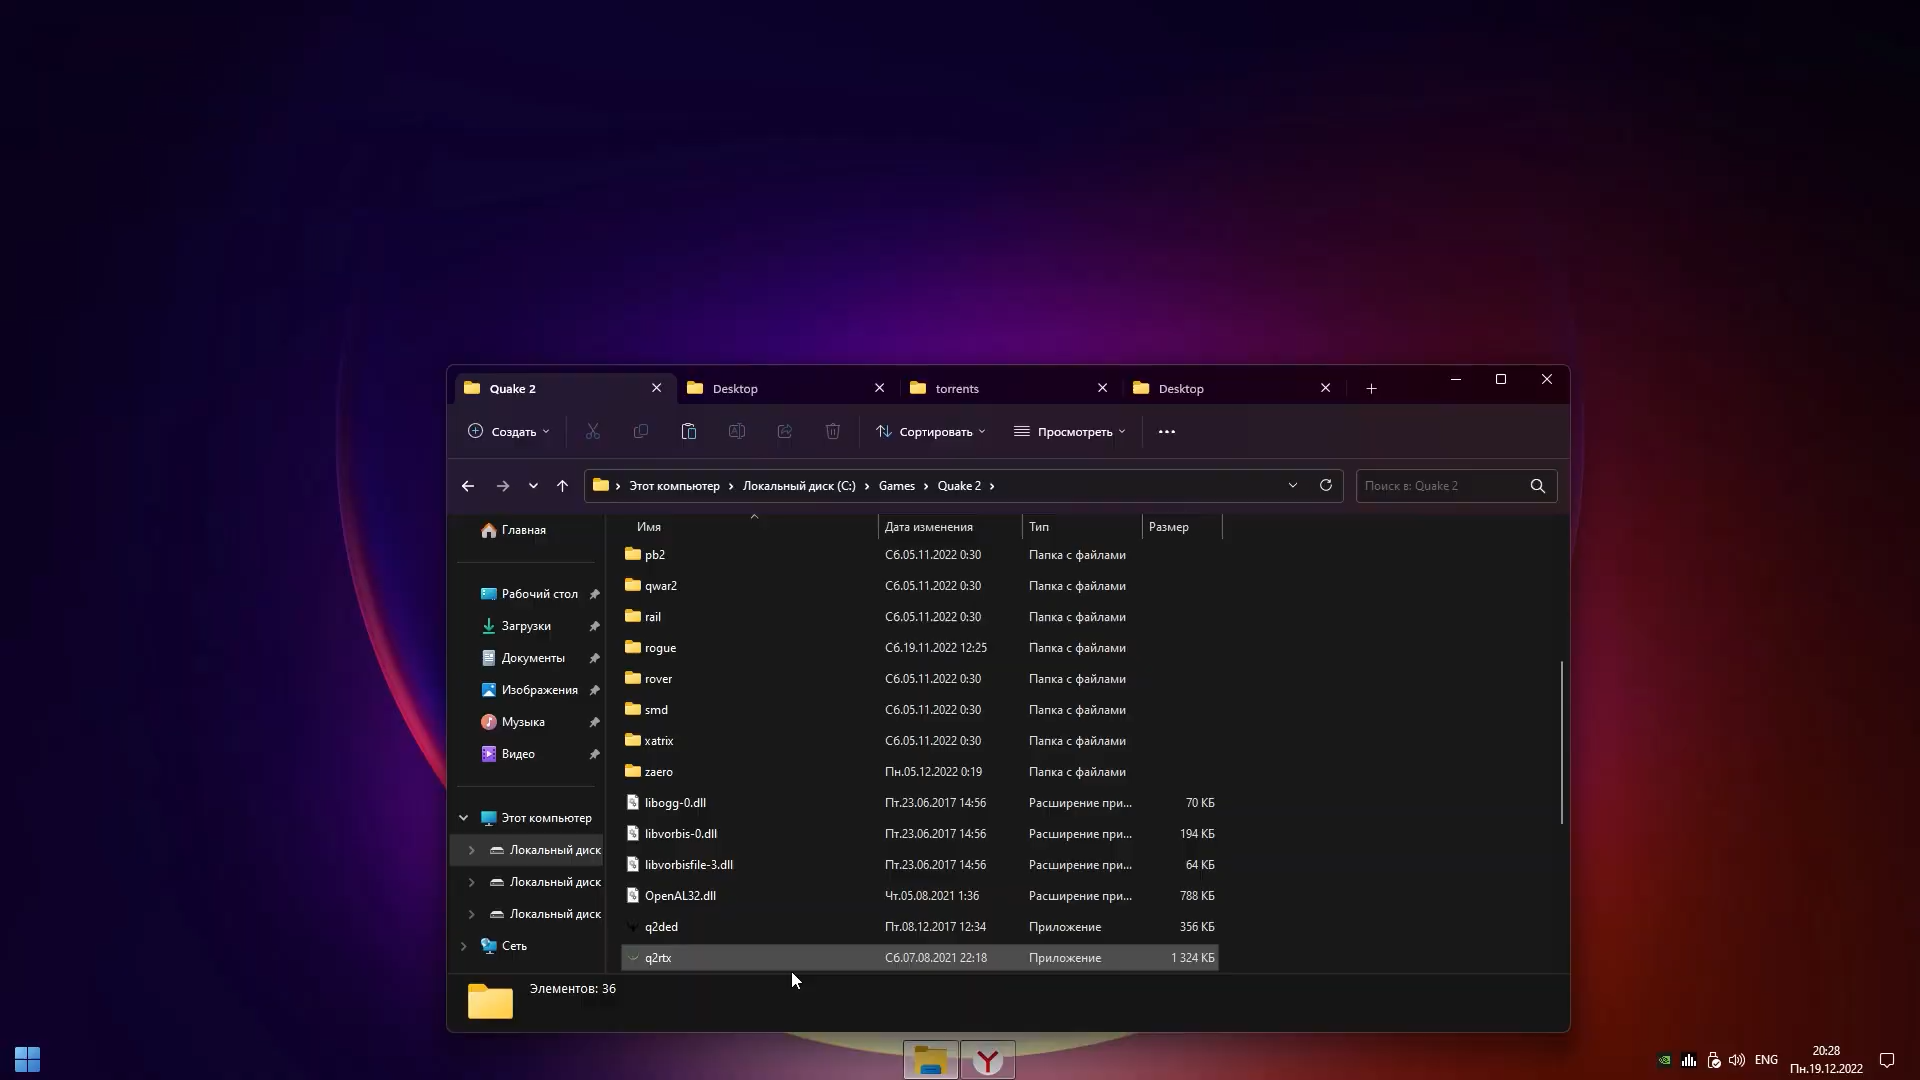 Quake 2
Desktop
torrents
Desktop
Создать
Сортировать
Просмотреть
Этот компьютер › Локальный диск (C:) › Games › Quake 2 ›
Поиск в: Quake 2
Главная
Рабочий стол
Загрузки
Документы
Изображения
Музыка
Видео
Этот компьютер
Локальный диск
Локальный диск
Локальный диск
Сеть
Имя Дата изменения Тип Размер
pb2 Сб.05.11.2022 0:30 Папка с файлами
qwar2 Сб.05.11.2022 0:30 Папка с файлами
rail Сб.05.11.2022 0:30 Папка с файлами
rogue Сб.19.11.2022 12:25 Папка с файлами
rover Сб.05.11.2022 0:30 Папка с файлами
smd Сб.05.11.2022 0:30 Папка с файлами
xatrix Сб.05.11.2022 0:30 Папка с файлами
zaero Пн.05.12.2022 0:19 Папка с файлами
libogg-0.dll Пт.23.06.2017 14:56 Расширение при... 70 КБ
libvorbis-0.dll Пт.23.06.2017 14:56 Расширение при... 194 КБ
libvorbisfile-3.dll Пт.23.06.2017 14:56 Расширение при... 64 КБ
OpenAL32.dll Чт.05.08.2021 1:36 Расширение при... 788 КБ
q2ded Пт.08.12.2017 12:34 Приложение 356 КБ
q2rtx Сб.07.08.2021 22:18 Приложение 1 324 КБ
Элементов: 36
ENG
20:28
Пн.19.12.2022